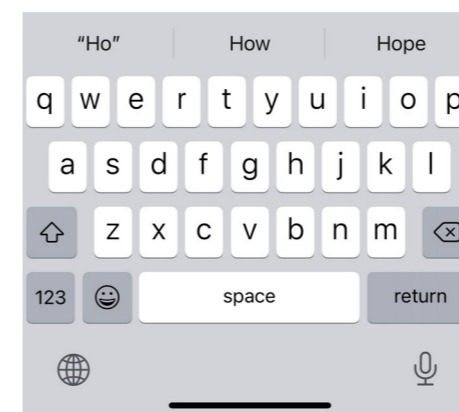 “Ho” How Hope
q w e r t y u i o p
a s d f g h j k l
z x c v b n m
123 space return